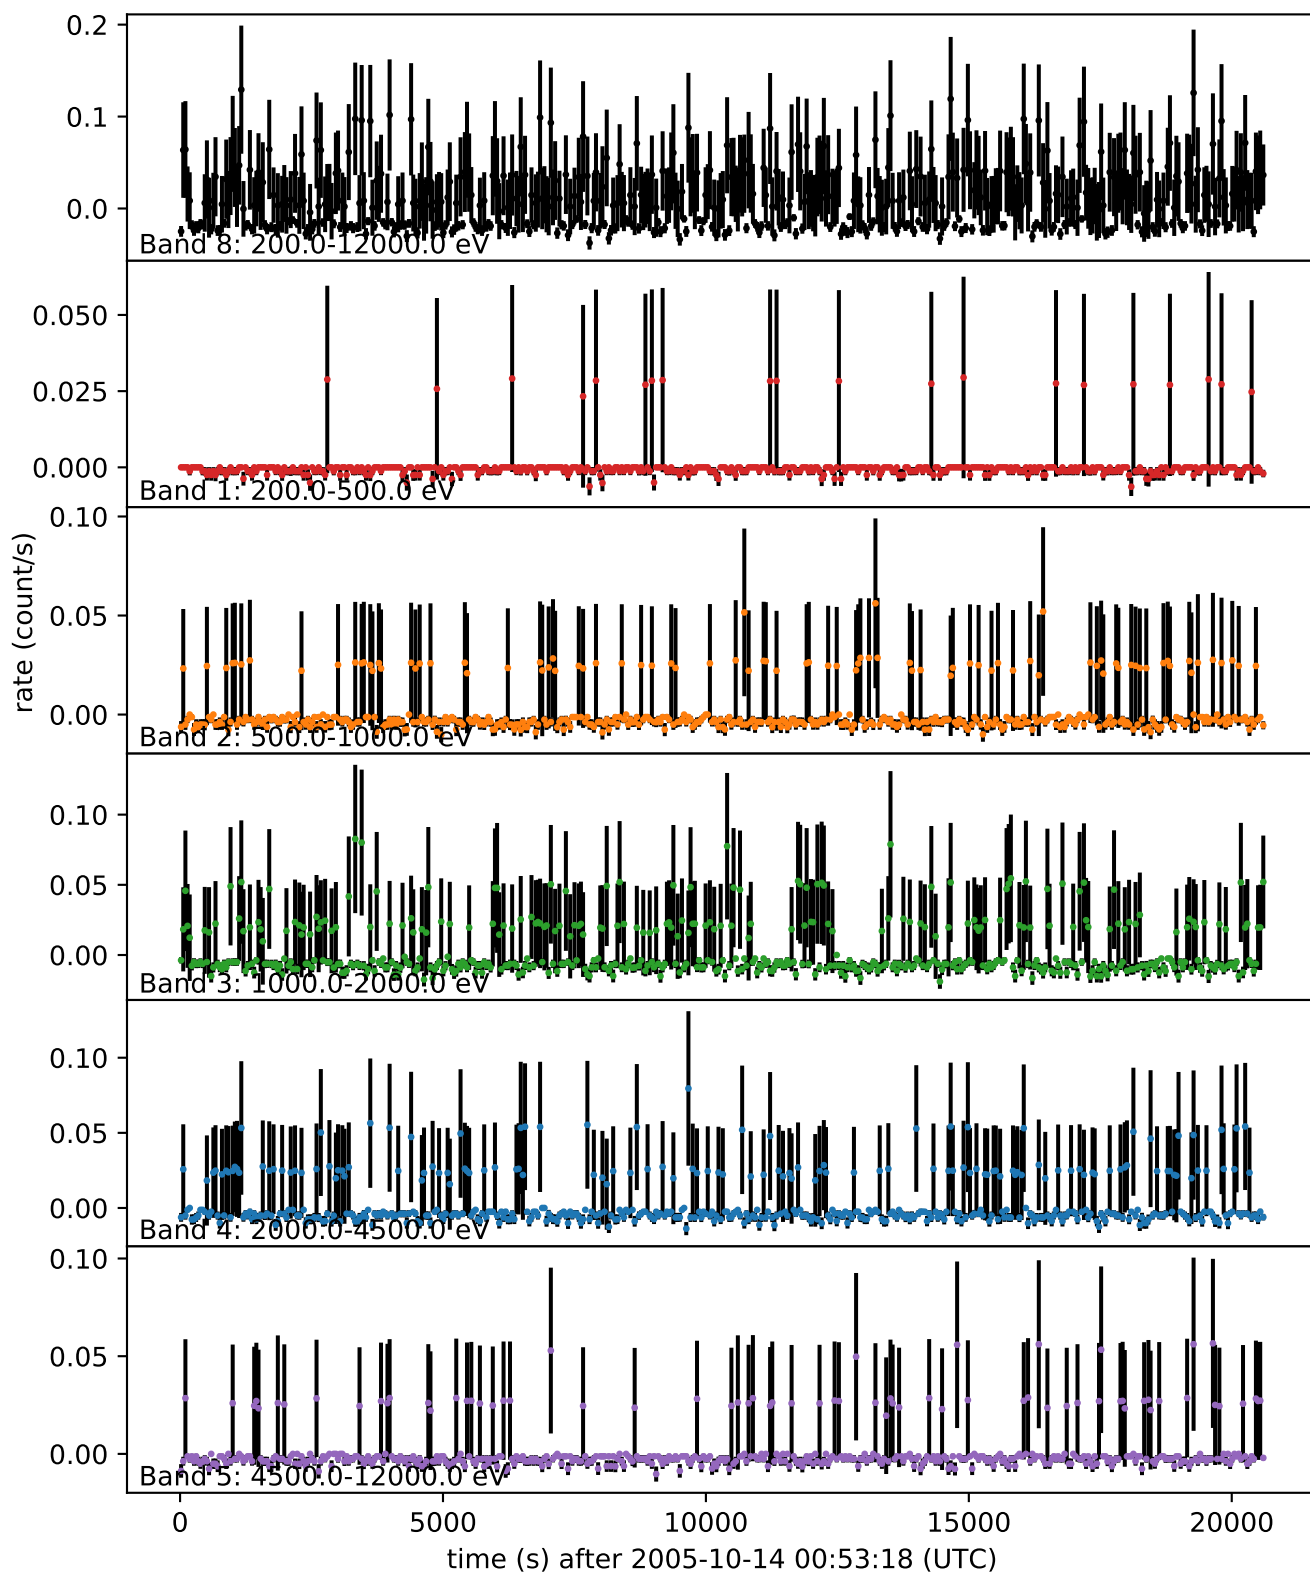 0.2
0.1
0.0
Band 8: 200.0-12000.0 eV
0.050
0.025
0.000
Band 1: 200.0-500.0 eV
rate (count/s)
0.10
0.05
0.00
Band 2: 500.0-1000.0 eV
0.10
0.05
0.00
Band 3: 1000.0-2000.0 eV
0.10
0.05
0.00
Band 4: 2000.0-4500.0 eV
0.10
0.05
0.00
Band 5: 4500.0-12000.0 eV
0 5000 10000 15000 20000
time (s) after 2005-10-14 00:53:18 (UTC)